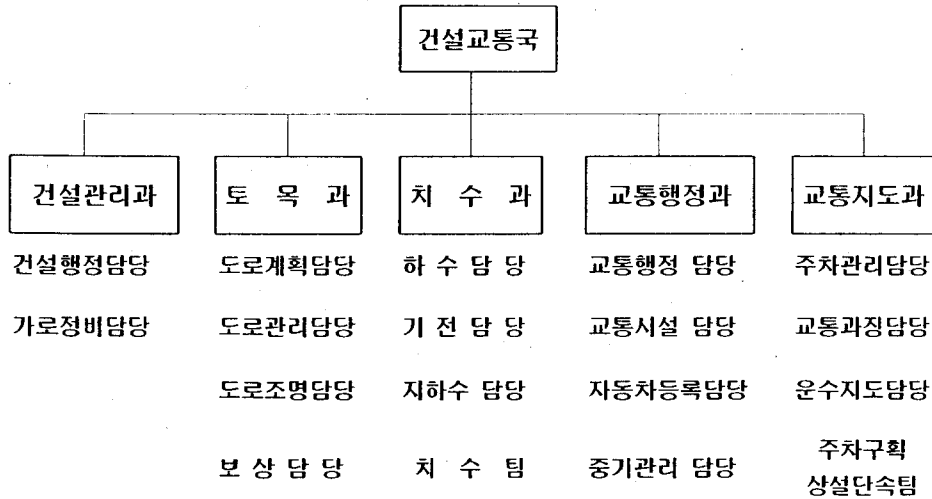 건설교통국
건설관리과 토 목 과 치 수 과 교통행정과 교통지도과
건설행정담당 도로계획담당 하 수 담 당 교통행정 담당 주차관리담당
가로정비담당 도로관리담당 기 전 담 당 교통시설 담당 교통과징담당
도로조명담당 지하수 담당 자동차등록담당 운수지도담당
보 상 담 당 치 수 팀 중기관리 담당 주차구획
상설단속팀